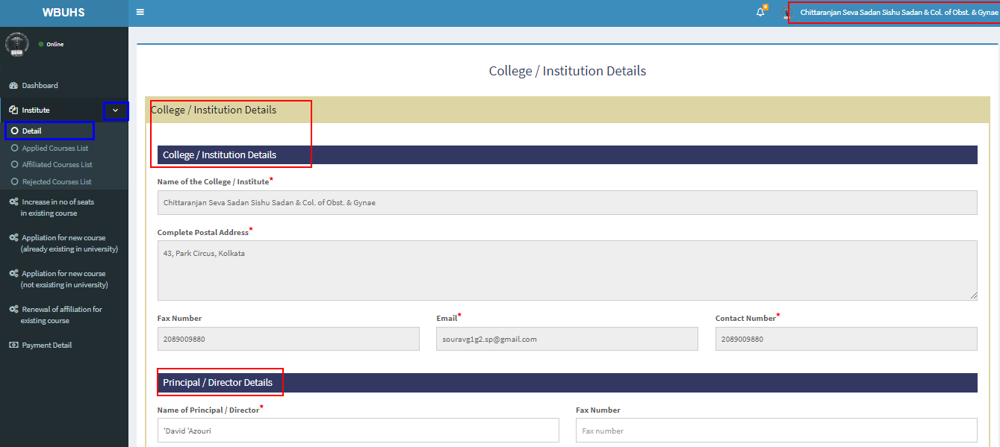 WBUHS
Chittaranjan Seva Sadan Sishu Sadan & Col. of Obst. & Gynae
Online
Dashboard
Institute
Detail
Applied Courses List
Affiliated Courses List
Rejected Courses List
Increase in no of seats
in existing course
Appliation for new course
(already existing in university)
Appliation for new course
(not exsisting in university)
Renewal of affiliation for
existing course
Payment Detail
College / Institution Details
College / Institution Details
College / Institution Details
Name of the College / Institute*
Chittaranjan Seva Sadan Sishu Sadan & Col. of Obst. & Gynae
Complete Postal Address*
43, Park Circus, Kolkata
Fax Number Email* Contact Number*
2089009880 souravg1g2.sp@gmail.com 2089009880
Principal / Director Details
Name of Principal / Director* Fax Number
'David 'Azouri Fax number